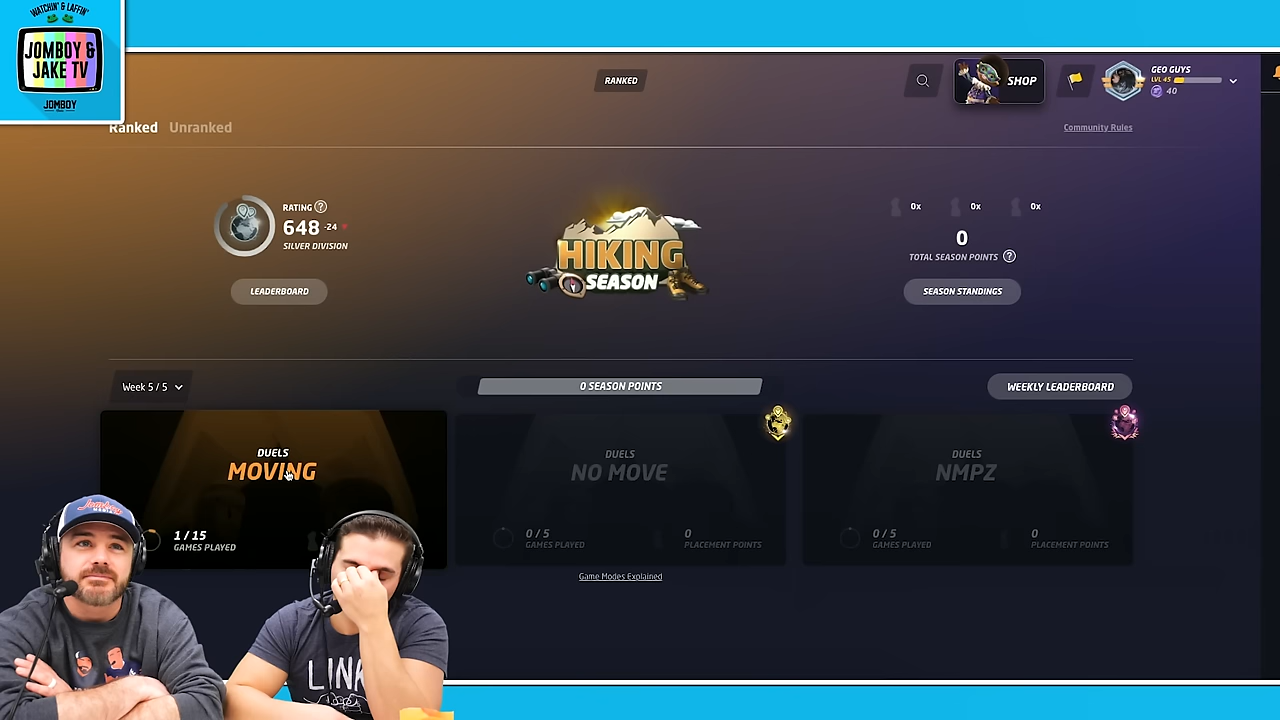 WATCHIN' & LAFFIN'
JOMBOY &
JAKE TV
JOMBOY
RANKED
SHOP
GEO GUYS
LVL 45
40
Ranked Unranked
Community Rules
RATING ?
648 -24
SILVER DIVISION
LEADERBOARD
HIKING
SEASON
0x 0x 0x
0
TOTAL SEASON POINTS ?
SEASON STANDINGS
Week 5 / 5
0 SEASON POINTS
WEEKLY LEADERBOARD
DUELS
MOVING
1 / 15
GAMES PLAYED
DUELS
NO MOVE
0 / 5
GAMES PLAYED
0
PLACEMENT POINTS
DUELS
NMPZ
0 / 5
GAMES PLAYED
0
PLACEMENT POINTS
Game Modes Explained
Jomboy
LINK